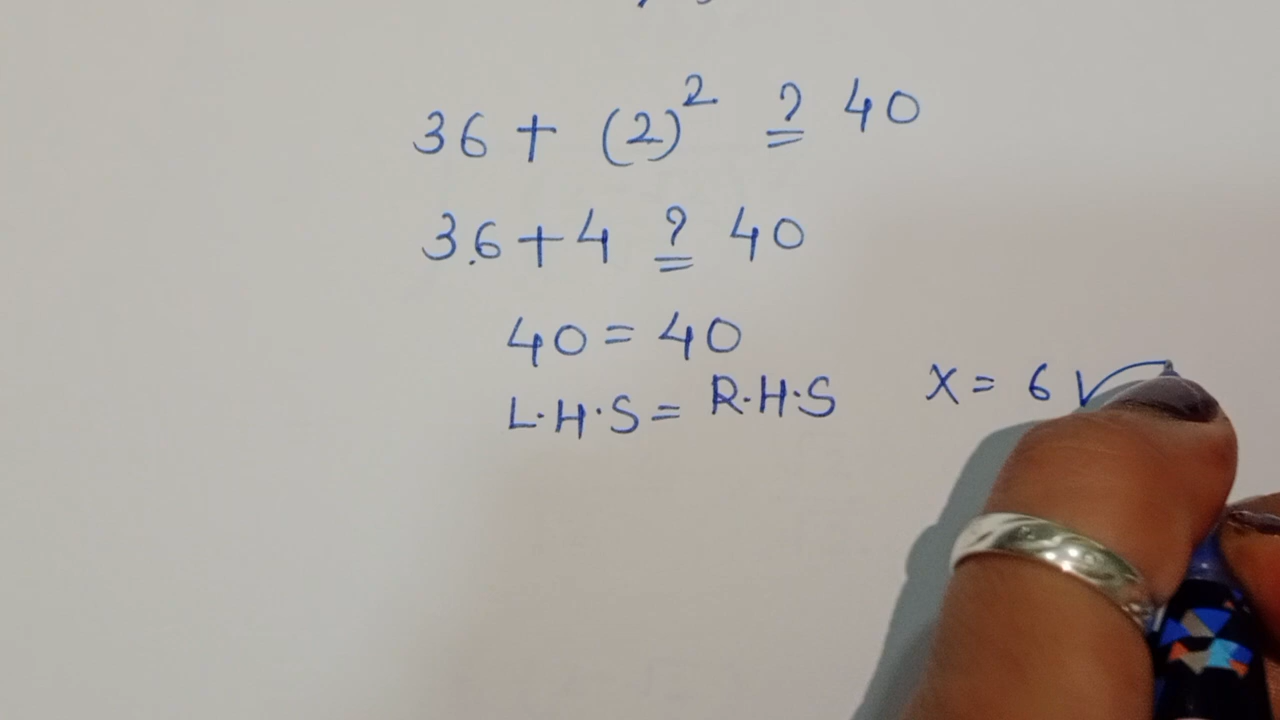 36 + (2)² ≟ 40
36 + 4 ≟ 40
40 = 40
L.H.S = R.H.S X = 6 ✓